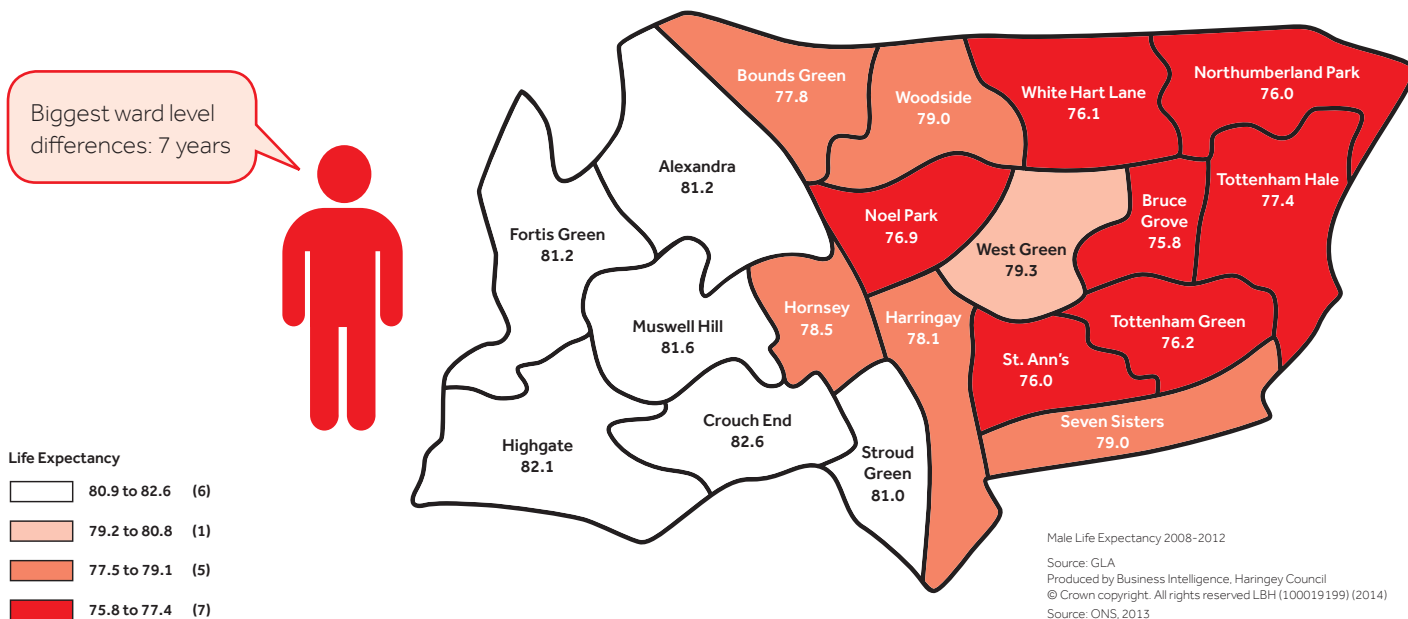 Biggest ward level
differences: 7 years
Bounds Green
77.8
Woodside
79.0
White Hart Lane
76.1
Northumberland Park
76.0
Alexandra
81.2
Tottenham Hale
77.4
Bruce
Grove
75.8
Noel Park
76.9
Fortis Green
81.2
West Green
79.3
Hornsey
78.5
Harringay
78.1
Muswell Hill
81.6
Tottenham Green
76.2
St. Ann's
76.0
Crouch End
82.6
Seven Sisters
79.0
Highgate
82.1
Stroud
Green
81.0
Life Expectancy
80.9 to 82.6 (6)
79.2 to 80.8 (1)
77.5 to 79.1 (5)
75.8 to 77.4 (7)
Male Life Expectancy 2008-2012
Source: GLA
Produced by Business Intelligence, Haringey Council
© Crown copyright. All rights reserved LBH (100019199) (2014)
Source: ONS, 2013